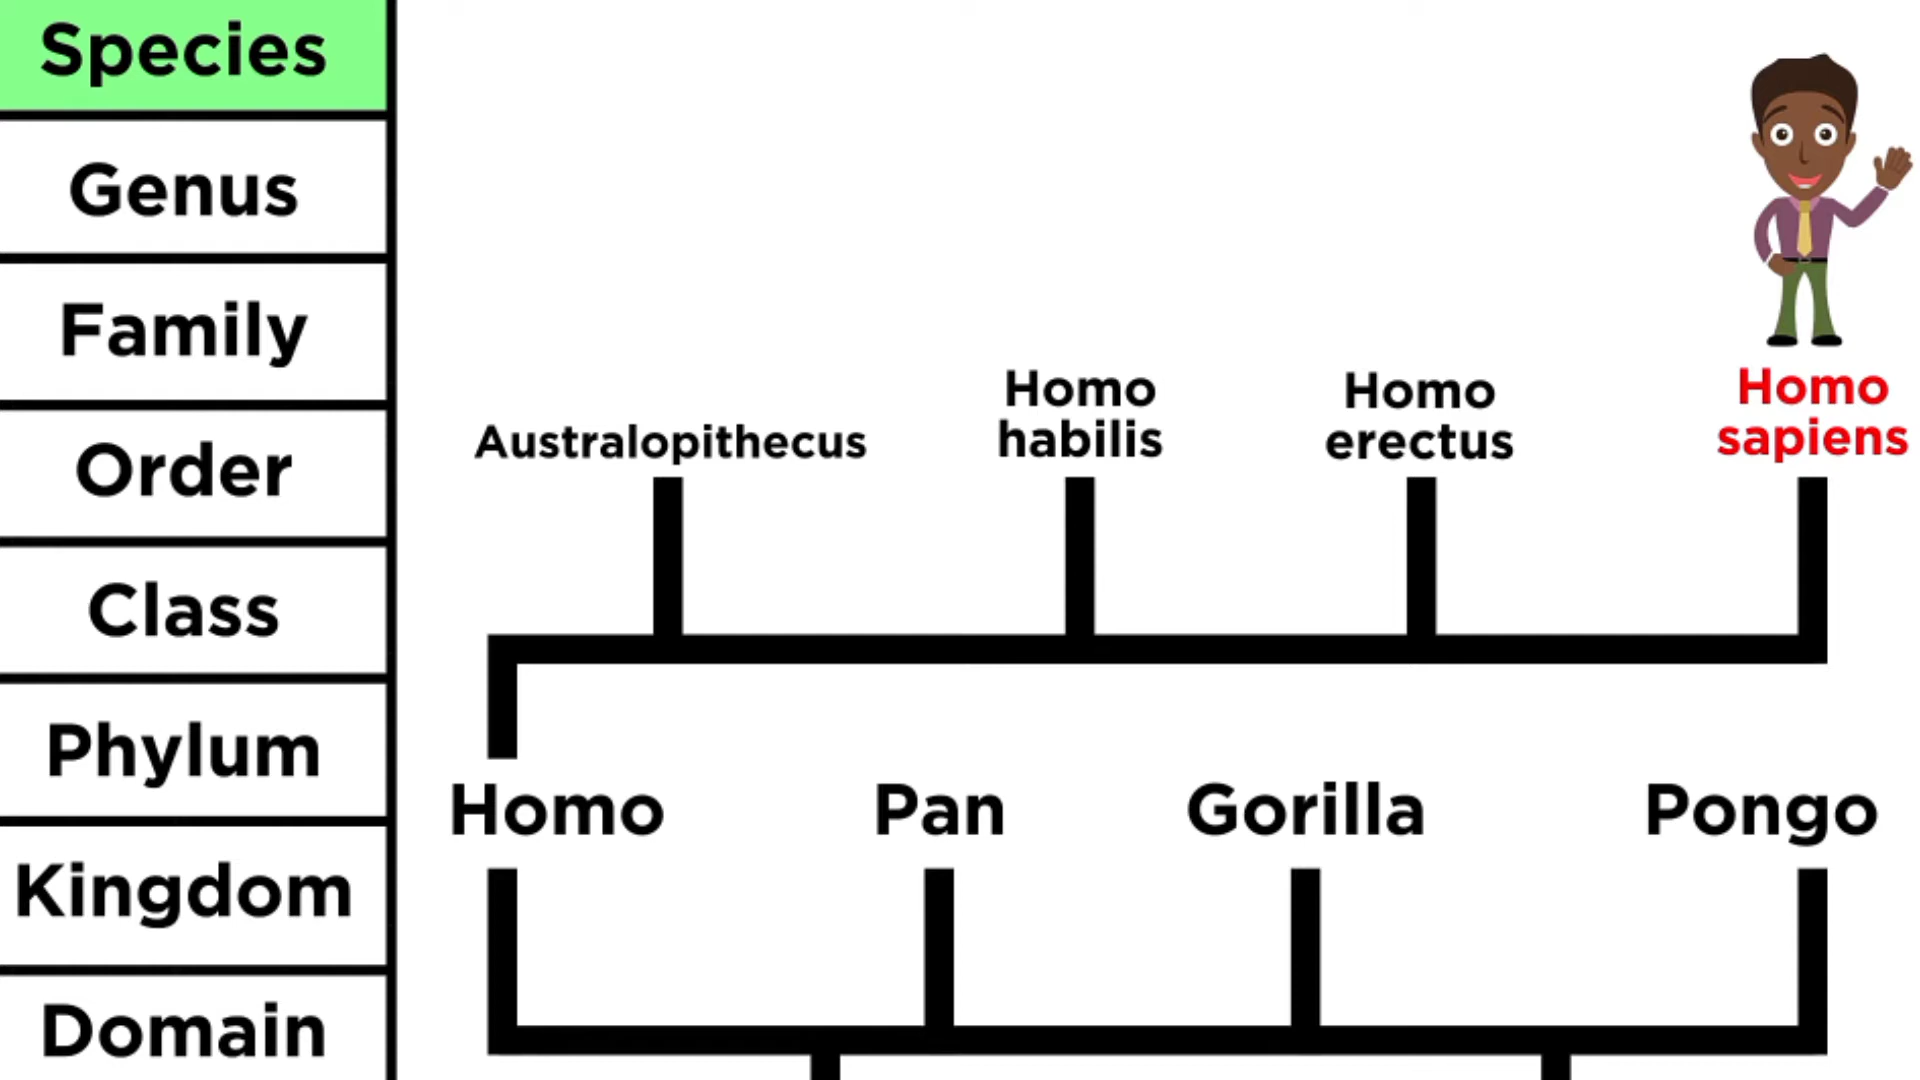 Species
Genus
Family
Order
Class
Phylum
Kingdom
Domain
Australopithecus
Homo
habilis
Homo
erectus
Homo
sapiens
Homo
Pan
Gorilla
Pongo